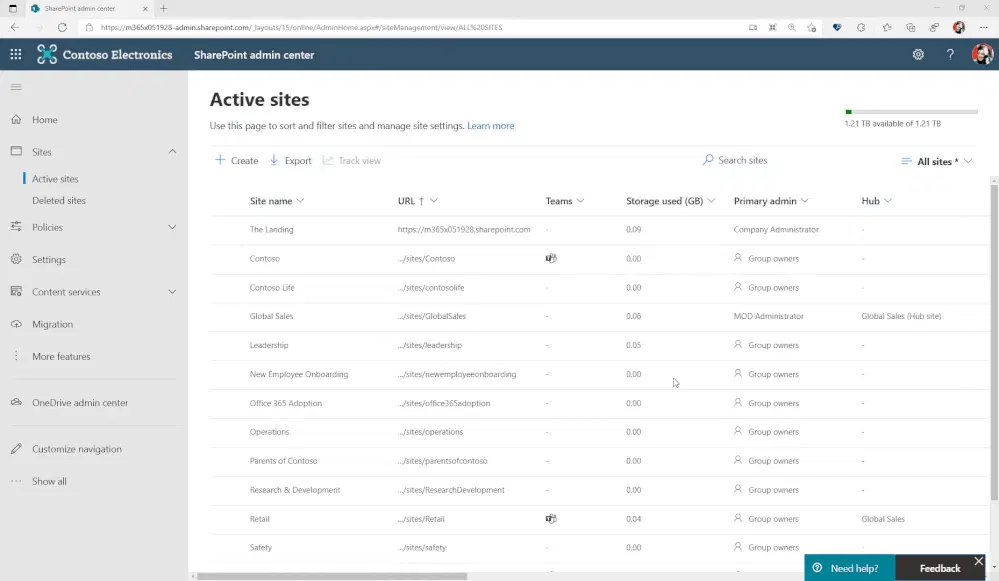 SharePoint admin center
https://m365x051928-admin.sharepoint.com/_layouts/15/online/AdminHome.aspx#/siteManagement/view/ALL%20SITES
Contoso Electronics SharePoint admin center
Home
Sites
Active sites
Deleted sites
Policies
Settings
Content services
Migration
More features
OneDrive admin center
Customize navigation
Show all
Active sites
Use this page to sort and filter sites and manage site settings. Learn more
1.21 TB available of 1.21 TB
Create Export Track view Search sites All sites *
Site name URL ↑ Teams Storage used (GB) Primary admin Hub
The Landing https://m365x051928.sharepoint.com - 0.09 Company Administrator -
Contoso .../sites/Contoso 0.00 Group owners -
Contoso Life .../sites/contosolife - 0.00 Group owners -
Global Sales .../sites/GlobalSales - 0.06 MOD Administrator Global Sales (Hub site)
Leadership .../sites/leadership - 0.05 Group owners -
New Employee Onboarding .../sites/newemployeeonboarding - 0.00 Group owners -
Office 365 Adoption .../sites/office365adoption - 0.00 Group owners -
Operations .../sites/operations - 0.00 Group owners -
Parents of Contoso .../sites/parentsofcontoso - 0.00 Group owners -
Research & Development .../sites/ResearchDevelopment - 0.00 Group owners -
Retail .../sites/Retail 0.04 Group owners Global Sales
Safety .../sites/safety - 0.00 Group owners -
Need help? Feedback